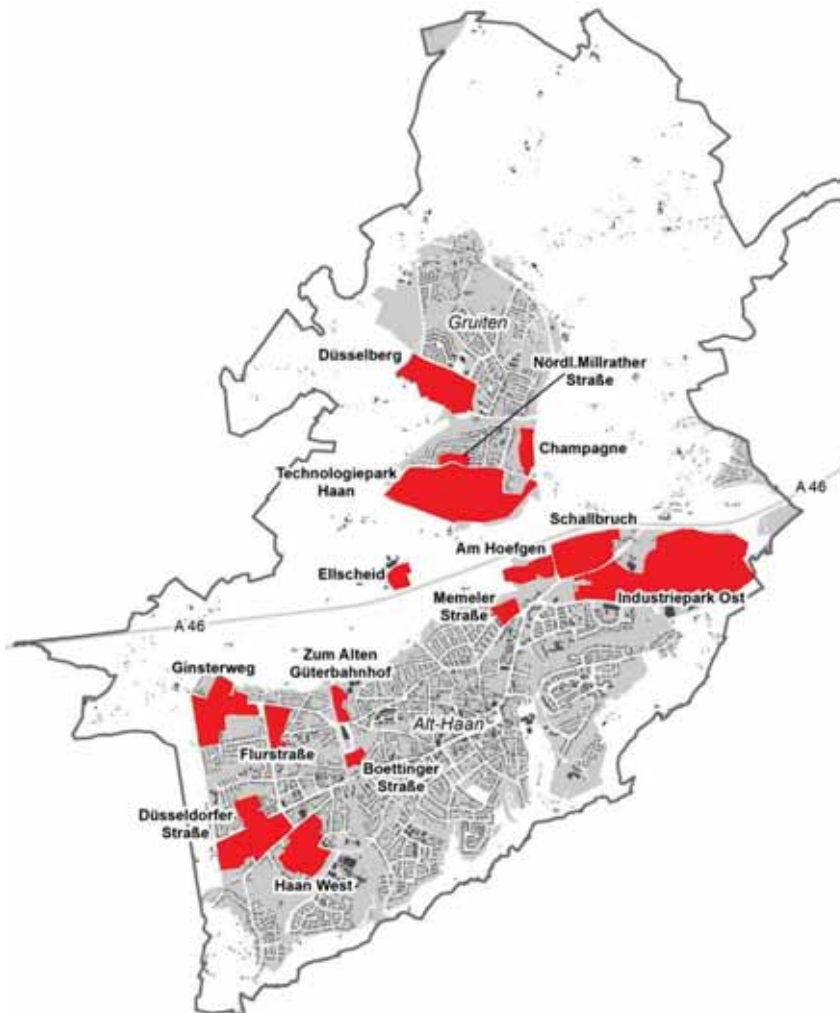 Gruiten
Düsselberg
Nördl.Millrather
Straße
Champagne
Technologiepark
Haan
A 46
Schallbruch
Am Hoefgen
Ellscheid
Memeler
Straße
Industriepark Ost
A 46
Ginsterweg
Zum Alten
Güterbahnhof
Alt-Haan
Flurstraße
Boettinger
Straße
Düsseldorfer
Straße
Haan West